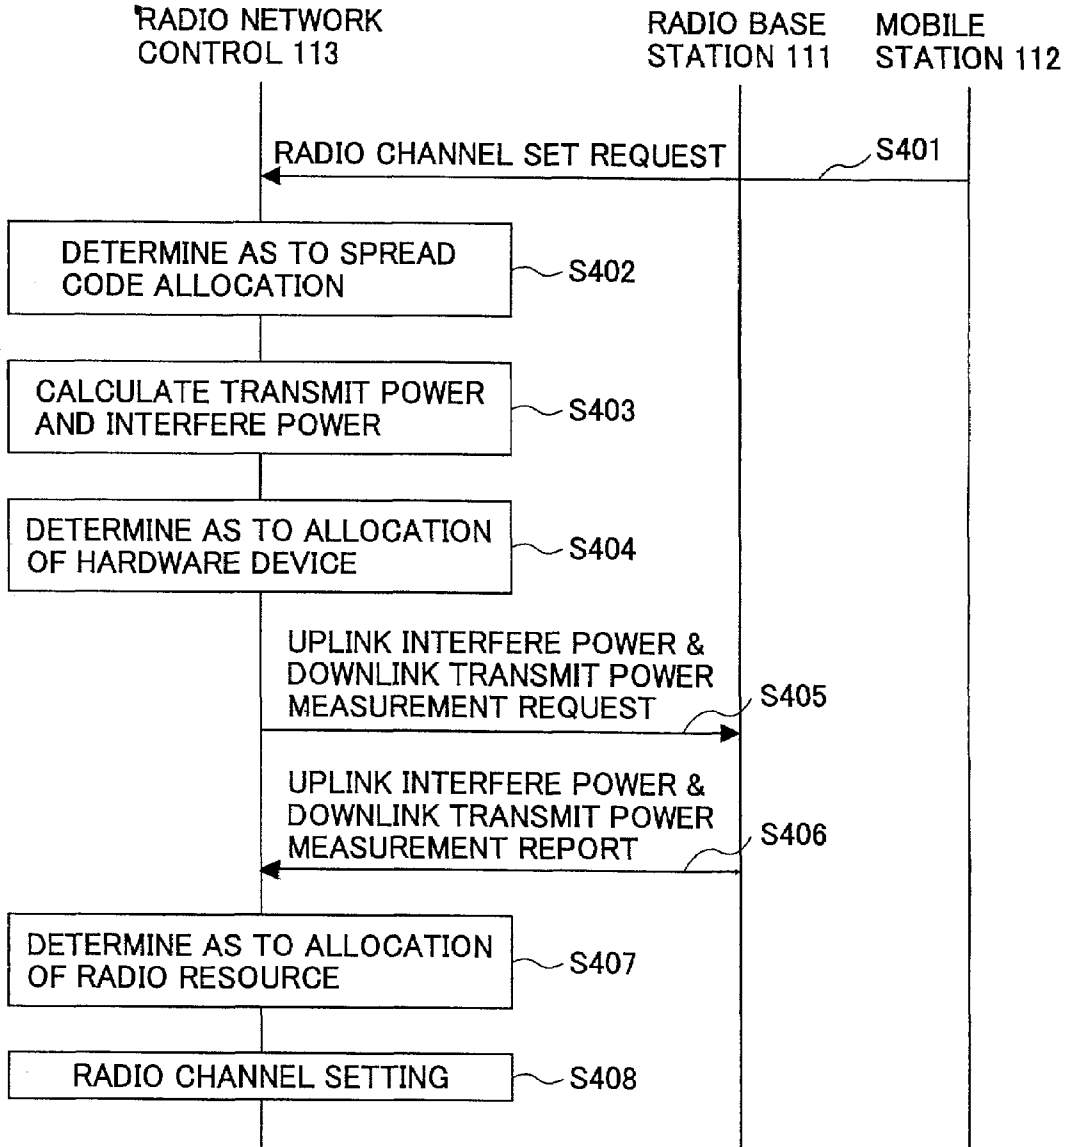 RADIO NETWORK
CONTROL 113
RADIO BASE
STATION 111
MOBILE
STATION 112
RADIO CHANNEL SET REQUEST
S401
DETERMINE AS TO SPREAD
CODE ALLOCATION
S402
CALCULATE TRANSMIT POWER
AND INTERFERE POWER
S403
DETERMINE AS TO ALLOCATION
OF HARDWARE DEVICE
S404
UPLINK INTERFERE POWER &
DOWNLINK TRANSMIT POWER
MEASUREMENT REQUEST
S405
UPLINK INTERFERE POWER &
DOWNLINK TRANSMIT POWER
MEASUREMENT REPORT
S406
DETERMINE AS TO ALLOCATION
OF RADIO RESOURCE
S407
RADIO CHANNEL SETTING
S408